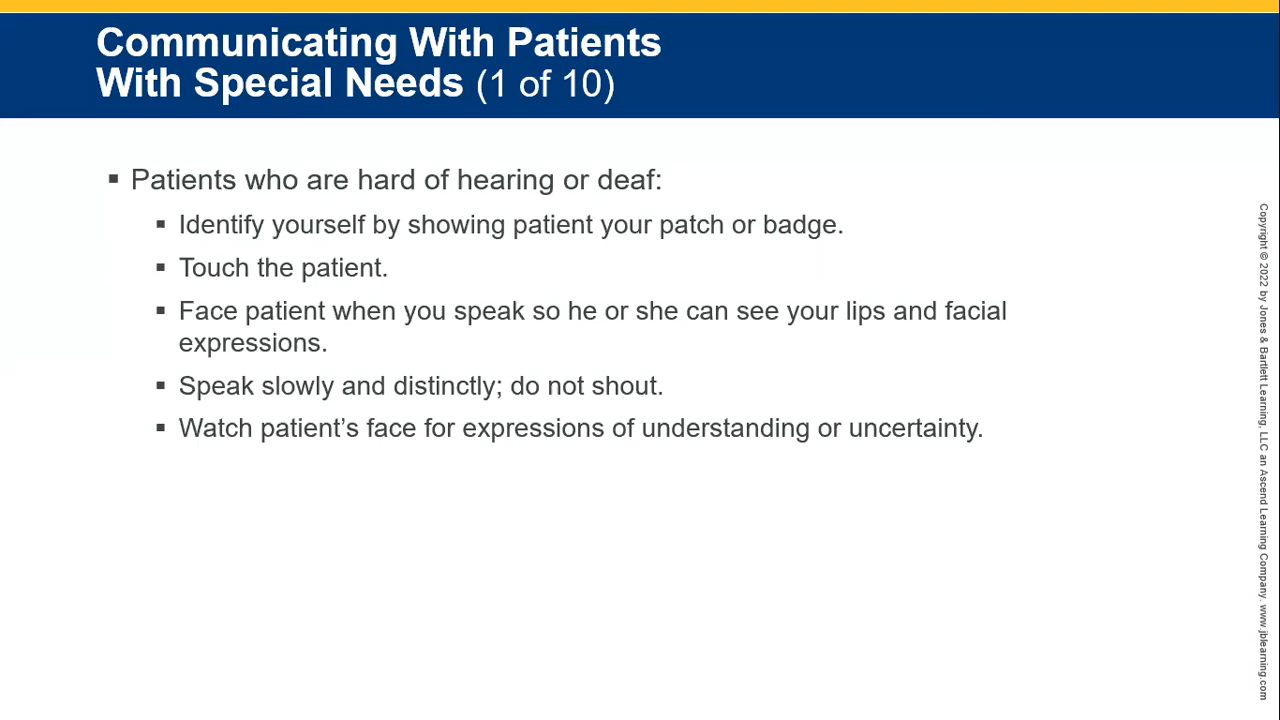 Communicating With Patients
With Special Needs (1 of 10)
▪ Patients who are hard of hearing or deaf:
▪ Identify yourself by showing patient your patch or badge.
▪ Touch the patient.
▪ Face patient when you speak so he or she can see your lips and facial
expressions.
▪ Speak slowly and distinctly; do not shout.
▪ Watch patient’s face for expressions of understanding or uncertainty.
Copyright © 2022 by Jones & Bartlett Learning, LLC an Ascend Learning Company. www.jblearning.com